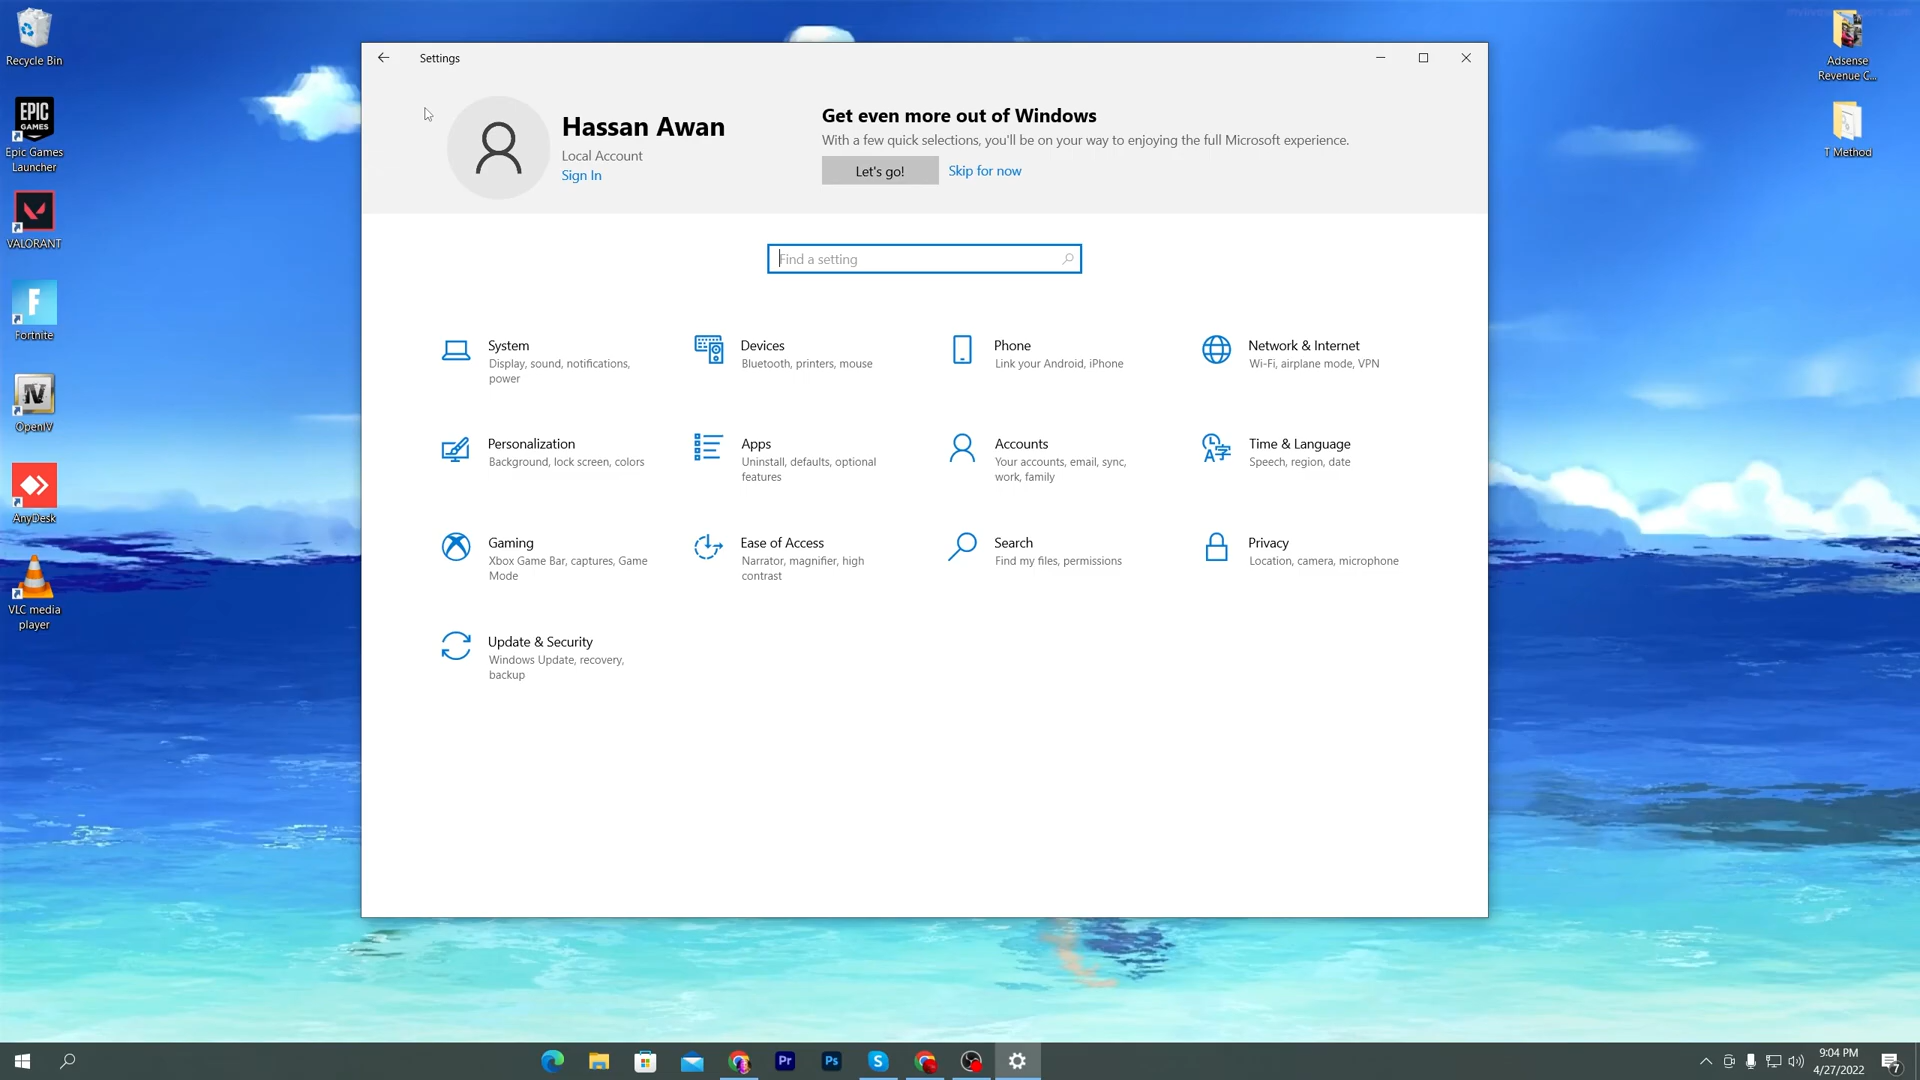 Recycle Bin
EPIC
GAMES
Epic Games
Launcher
VALORANT
F
Fortnite
IV
OpenIV
AnyDesk
VLC media
player
Settings
Hassan Awan
Local Account
Sign In
Get even more out of Windows
With a few quick selections, you'll be on your way to enjoying the full Microsoft experience.
Let's go!
Skip for now
Find a setting
System
Display, sound, notifications,
power
Devices
Bluetooth, printers, mouse
Phone
Link your Android, iPhone
Network & Internet
Wi-Fi, airplane mode, VPN
Personalization
Background, lock screen, colors
Apps
Uninstall, defaults, optional
features
Accounts
Your accounts, email, sync,
work, family
Time & Language
Speech, region, date
Gaming
Xbox Game Bar, captures, Game
Mode
Ease of Access
Narrator, magnifier, high
contrast
Search
Find my files, permissions
Privacy
Location, camera, microphone
Update & Security
Windows Update, recovery,
backup
Adsense
Revenue C...
T Method
Pr
Ps
S
9:04 PM
4/27/2022
7